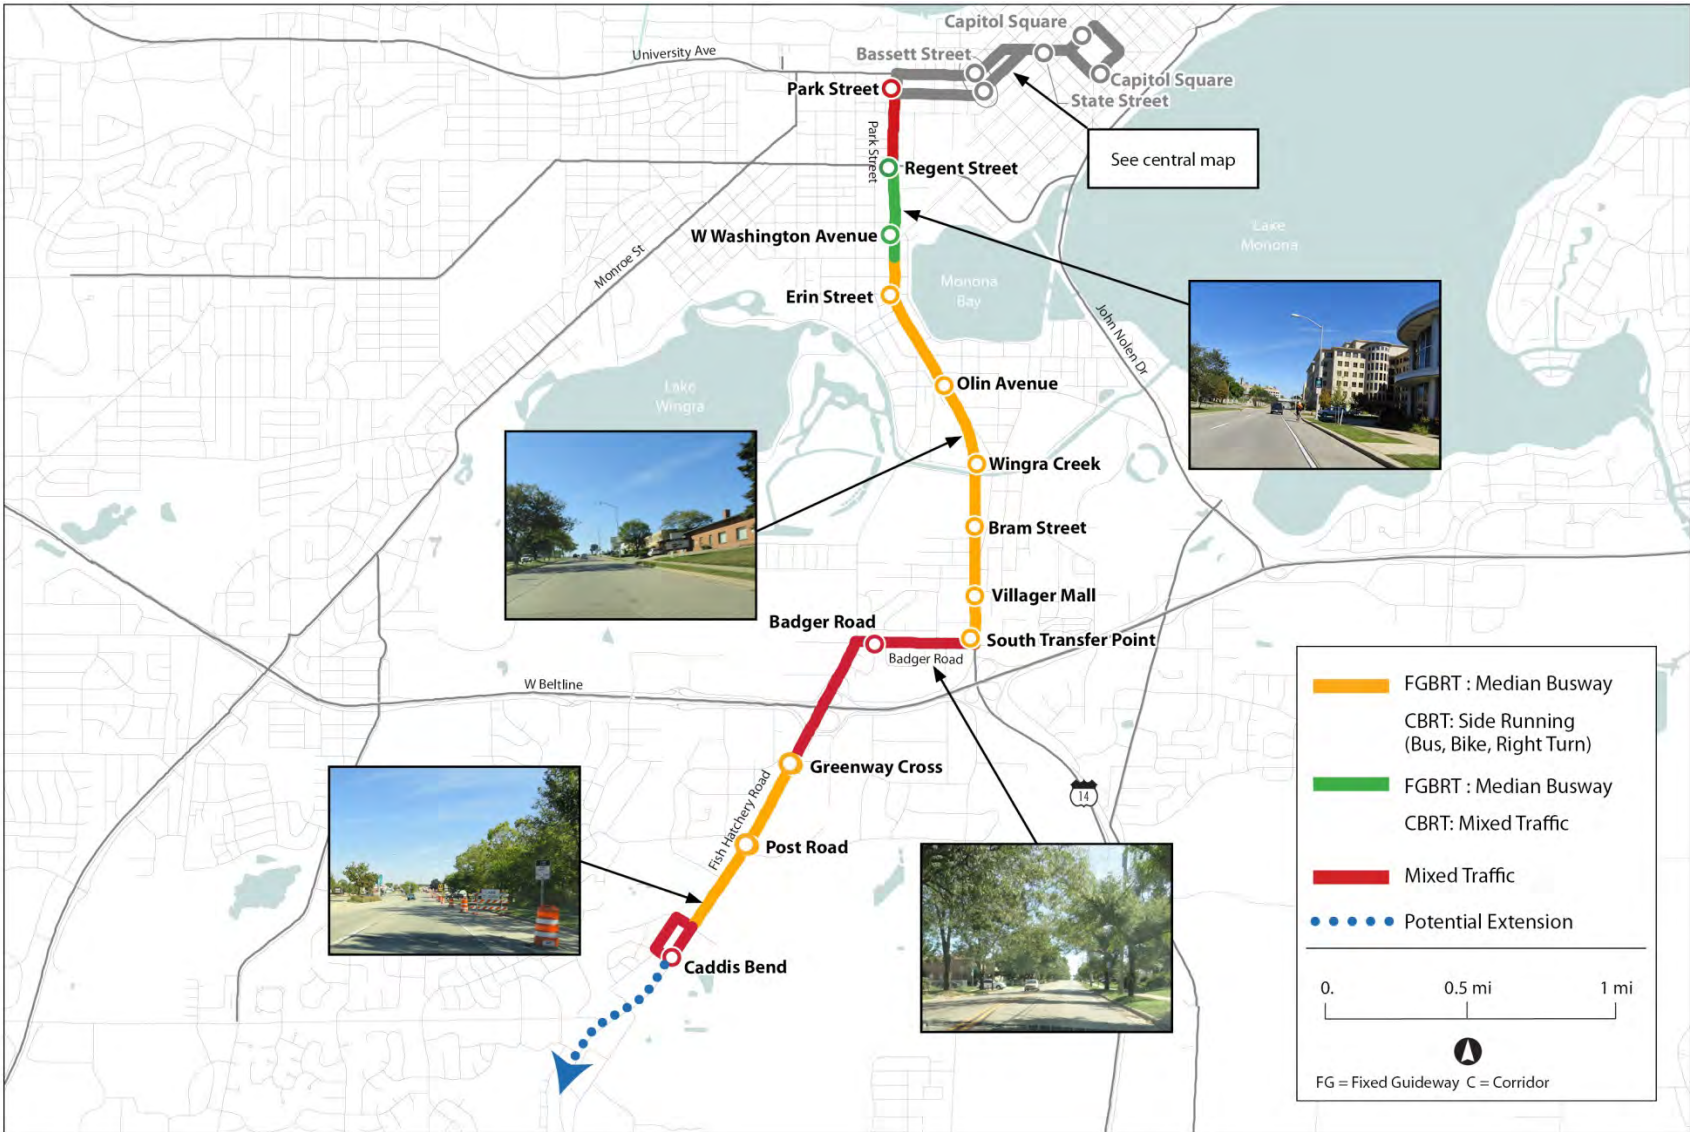 Capitol Square
University Ave
Bassett Street
Capitol Square
Park Street
State Street
Park Street
See central map
Regent Street
W Washington Avenue
Lake
Monona
Monroe St
Monona
Bay
Erin Street
John Nolen Dr
Lake
Wingra
Olin Avenue
Wingra Creek
Bram Street
Villager Mall
Badger Road
South Transfer Point
Badger Road
W Beltline
Greenway Cross
Fish Hatchery Road
14
Post Road
Caddis Bend
FGBRT : Median Busway
CBRT: Side Running
(Bus, Bike, Right Turn)
FGBRT : Median Busway
CBRT: Mixed Traffic
Mixed Traffic
Potential Extension
0.
0.5 mi
1 mi
FG = Fixed Guideway C = Corridor